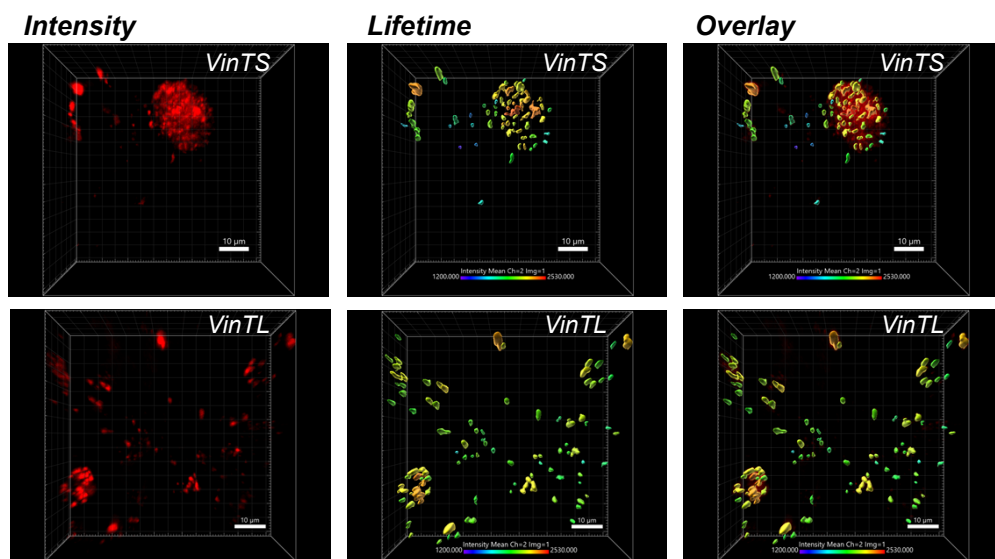 Intensity
Lifetime
Overlay
VinTS
VinTS
VinTS
10 µm
10 µm
10 µm
Intensity Mean Ch=2 Img=1
1200.000
2530.000
Intensity Mean Ch=2 Img=1
1200.000
2530.000
VinTL
VinTL
VinTL
10 µm
10 µm
10 µm
Intensity Mean Ch=2 Img=1
1200.000
2530.000
Intensity Mean Ch=2 Img=1
1200.000
2530.000